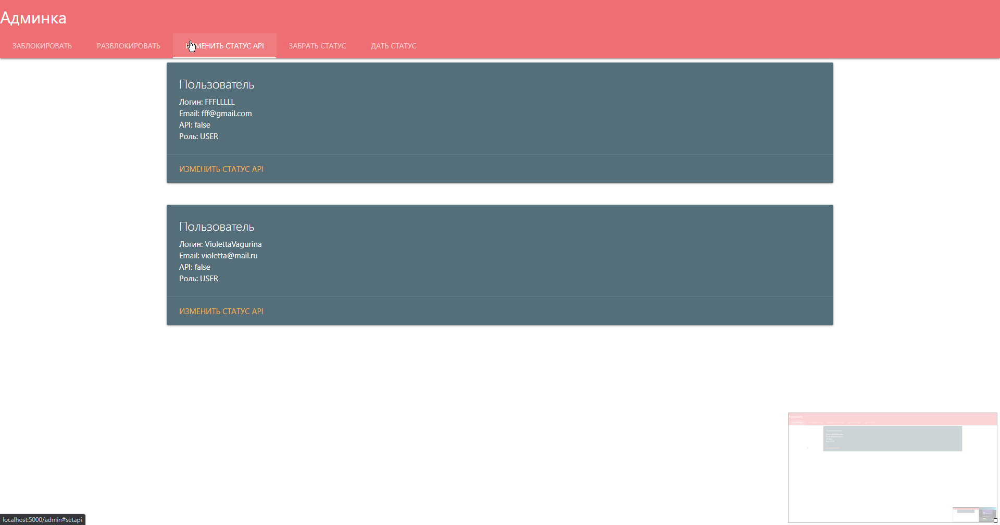 Админка
ЗАБЛОКИРОВАТЬ РАЗБЛОКИРОВАТЬ ИЗМЕНИТЬ СТАТУС API ЗАБРАТЬ СТАТУС ДАТЬ СТАТУС
Пользователь
Логин: FFFLLLLL
Email: fff@gmail.com
API: false
Роль: USER
ИЗМЕНИТЬ СТАТУС API
Пользователь
Логин: ViolettaVagurina
Email: violetta@mail.ru
API: false
Роль: USER
ИЗМЕНИТЬ СТАТУС API
localhost:5000/admin#setapi